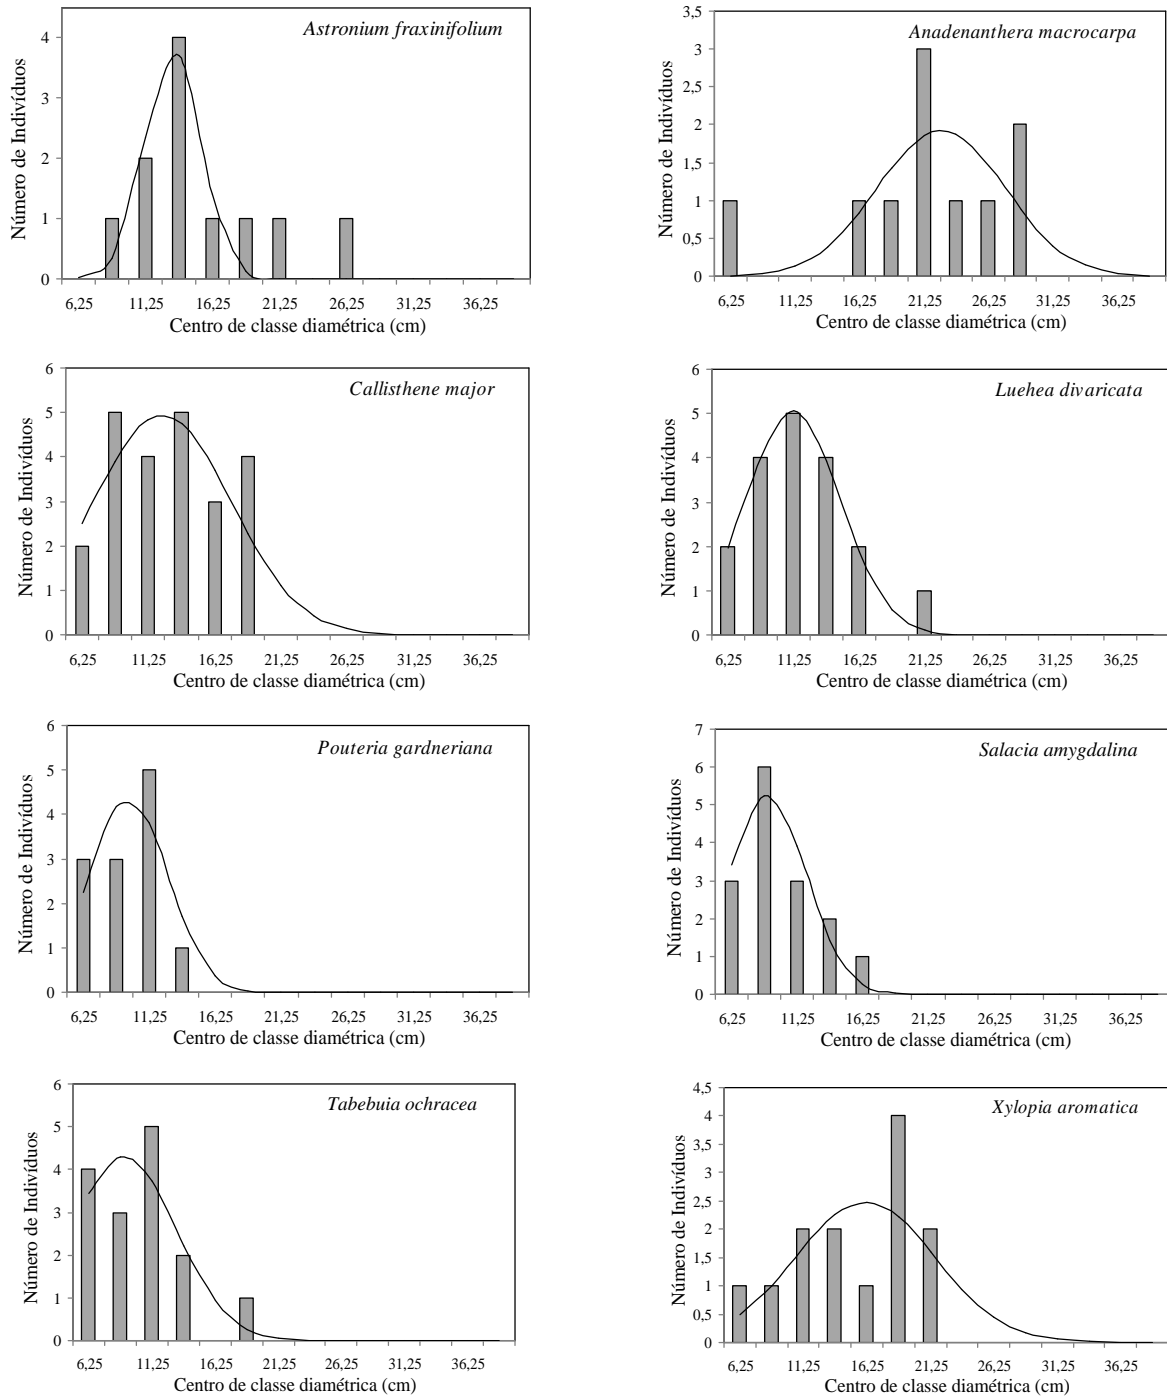 Astronium fraxinifolium
Número de Indivíduos
4
3
2
1
0
6,25 11,25 16,25 21,25 26,25 31,25 36,25
Centro de classe diamétrica (cm)
Anadenanthera macrocarpa
Número de Indivíduos
3,5
3
2,5
2
1,5
1
0,5
0
6,25 11,25 16,25 21,25 26,25 31,25 36,25
Centro de classe diamétrica (cm)
Callisthene major
Número de Indivíduos
6
5
4
3
2
1
0
6,25 11,25 16,25 21,25 26,25 31,25 36,25
Centro de classe diamétrica (cm)
Luehea divaricata
Número de Indivíduos
6
5
4
3
2
1
0
6,25 11,25 16,25 21,25 26,25 31,25 36,25
Centro de classe diamétrica (cm)
Pouteria gardneriana
Número de Indivíduos
6
5
4
3
2
1
0
6,25 11,25 16,25 21,25 26,25 31,25 36,25
Centro de classe diamétrica (cm)
Salacia amygdalina
Número de Indivíduos
7
6
5
4
3
2
1
0
6,25 11,25 16,25 21,25 26,25 31,25 36,25
Centro de classe diamétrica (cm)
Tabebuia ochracea
Número de Indivíduos
6
5
4
3
2
1
0
6,25 11,25 16,25 21,25 26,25 31,25 36,25
Centro de classe diamétrica (cm)
Xylopia aromatica
Número de Indivíduos
4,5
4
3,5
3
2,5
2
1,5
1
0,5
0
6,25 11,25 16,25 21,25 26,25 31,25 36,25
Centro de classe diamétrica (cm)